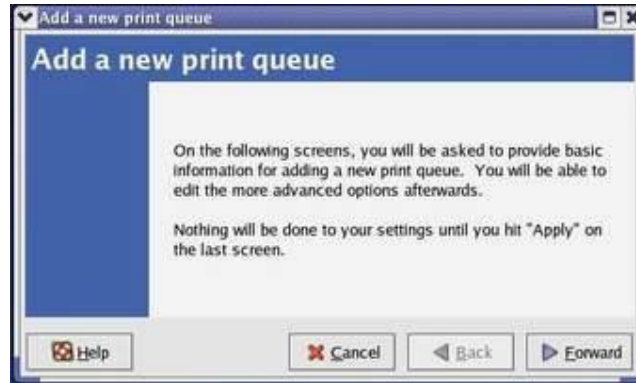 Add a new print queue
Add a new print queue
On the following screens, you will be asked to provide basic
information for adding a new print queue. You will be able to
edit the more advanced options afterwards.
Nothing will be done to your settings until you hit "Apply" on
the last screen.
Help
Cancel
Back
Forward